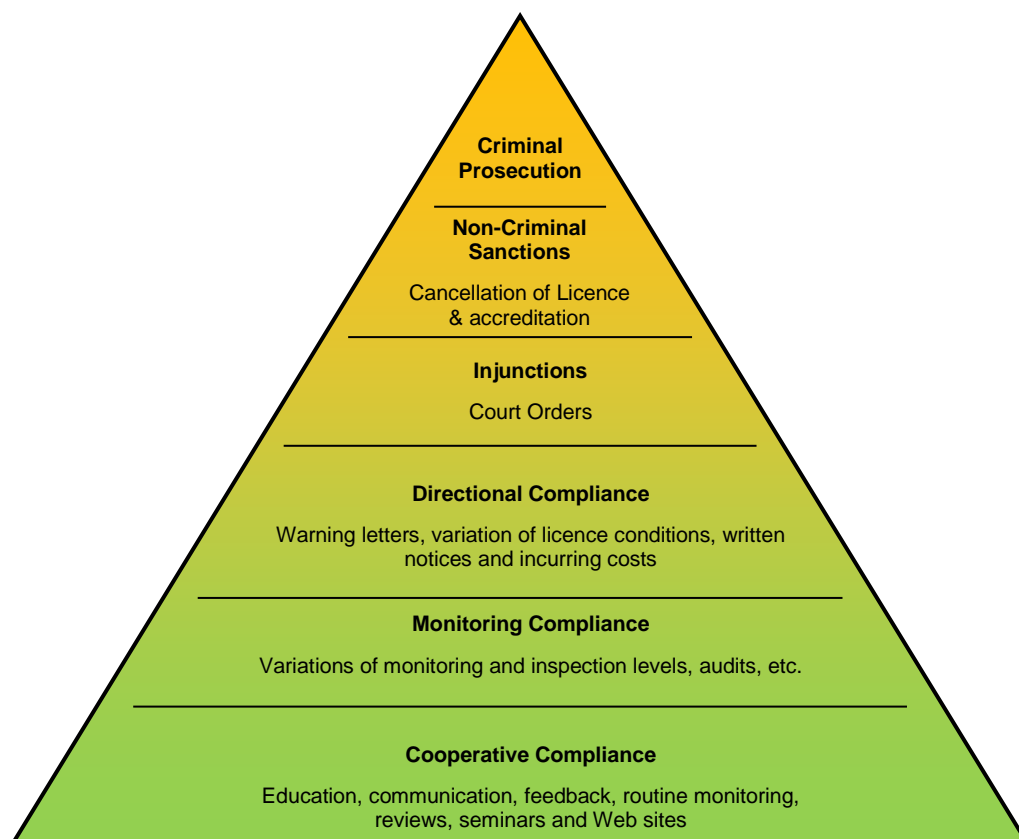 Criminal
Prosecution
Non-Criminal
Sanctions
Cancellation of Licence
& accreditation
Injunctions
Court Orders
Directional Compliance
Warning letters, variation of licence conditions, written
notices and incurring costs
Monitoring Compliance
Variations of monitoring and inspection levels, audits, etc.
Cooperative Compliance
Education, communication, feedback, routine monitoring,
reviews, seminars and Web sites